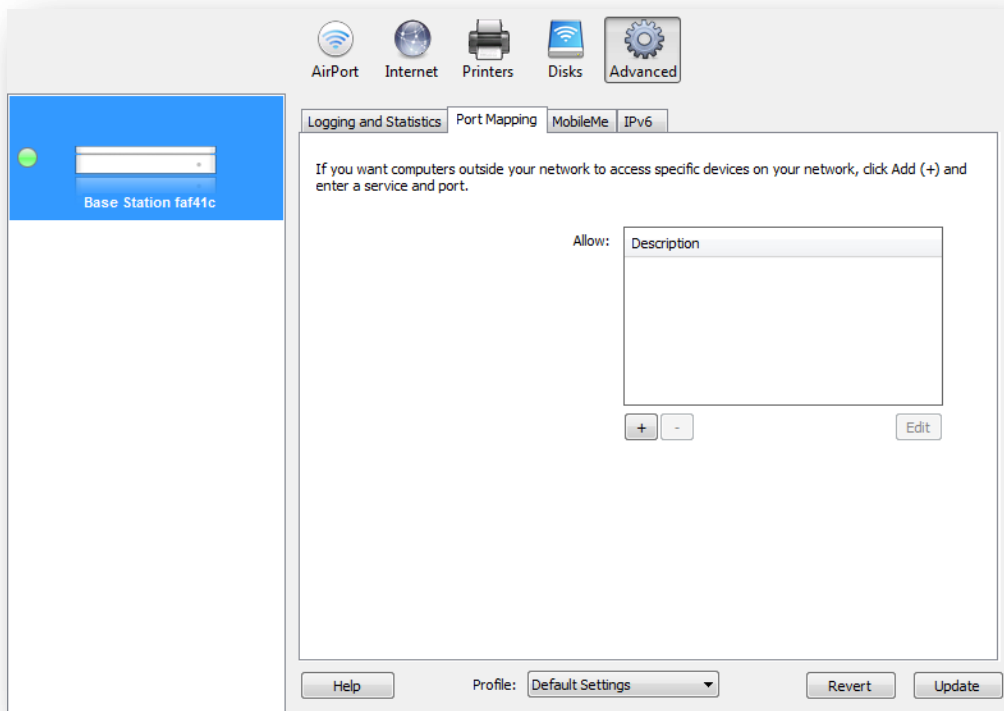 AirPort Internet Printers Disks Advanced
Base Station faf41c
Logging and Statistics Port Mapping MobileMe IPv6
If you want computers outside your network to access specific devices on your network, click Add (+) and
enter a service and port.
Allow: Description
+ - Edit
Help Profile: Default Settings Revert Update